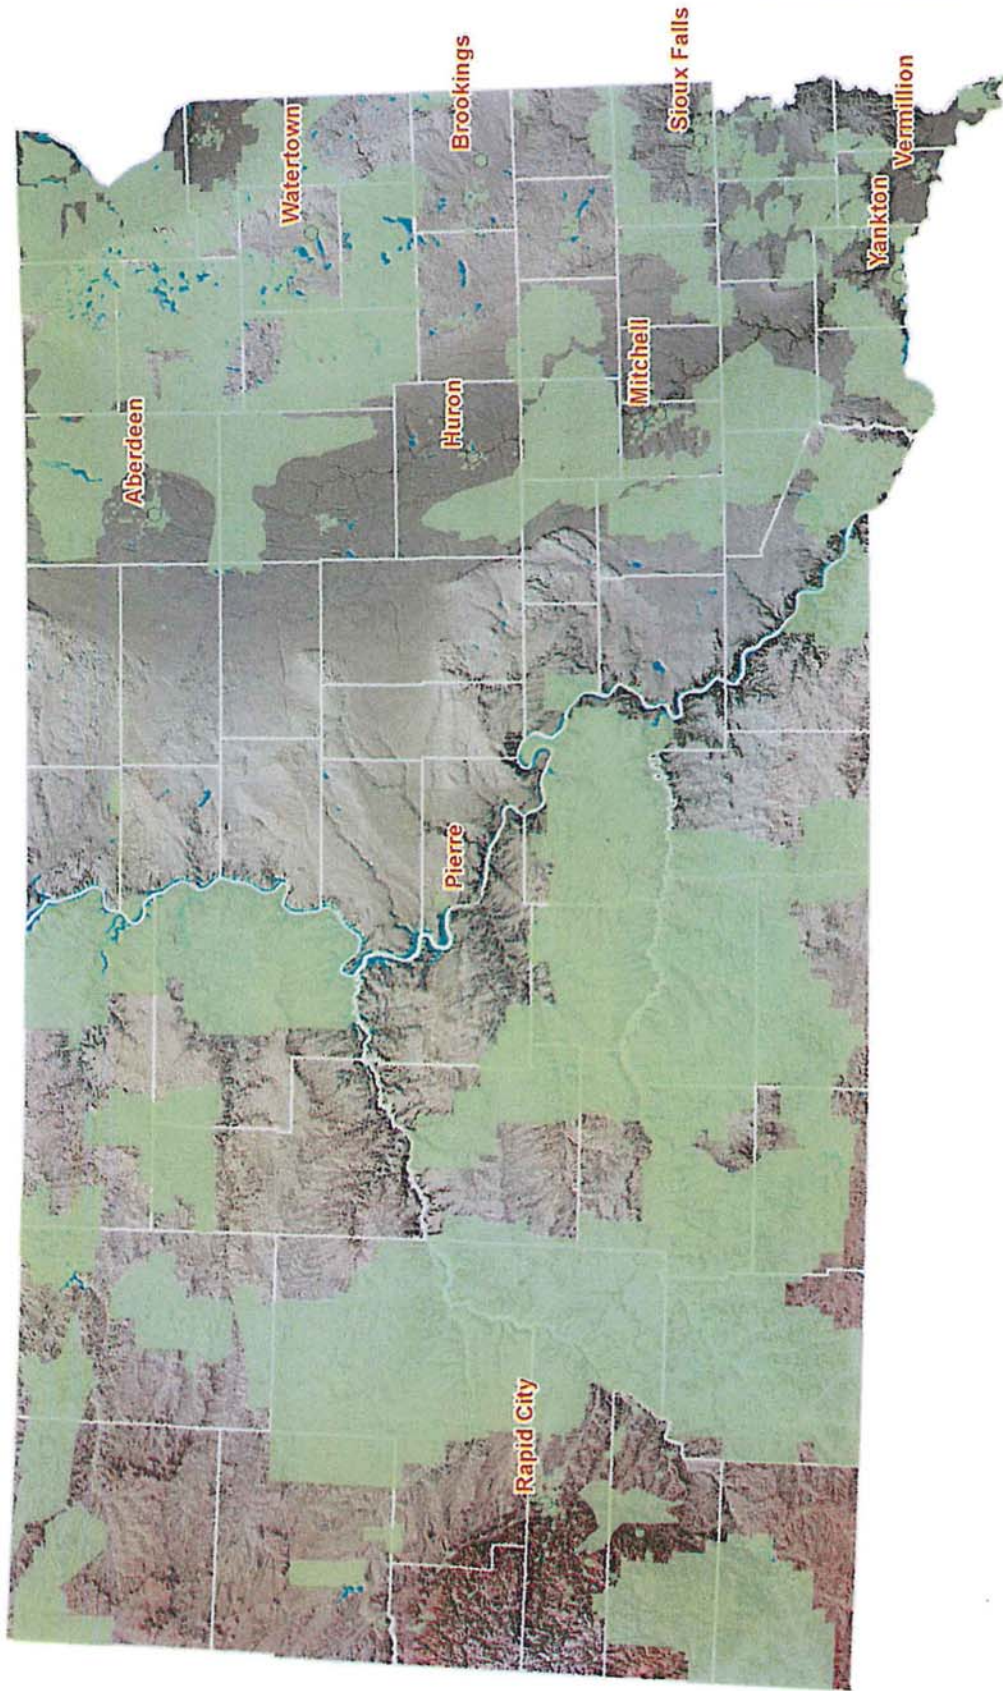 Aberdeen
Watertown
Brookings
Huron
Pierre
Mitchell
Sioux Falls
Rapid City
Yankton
Vermillion